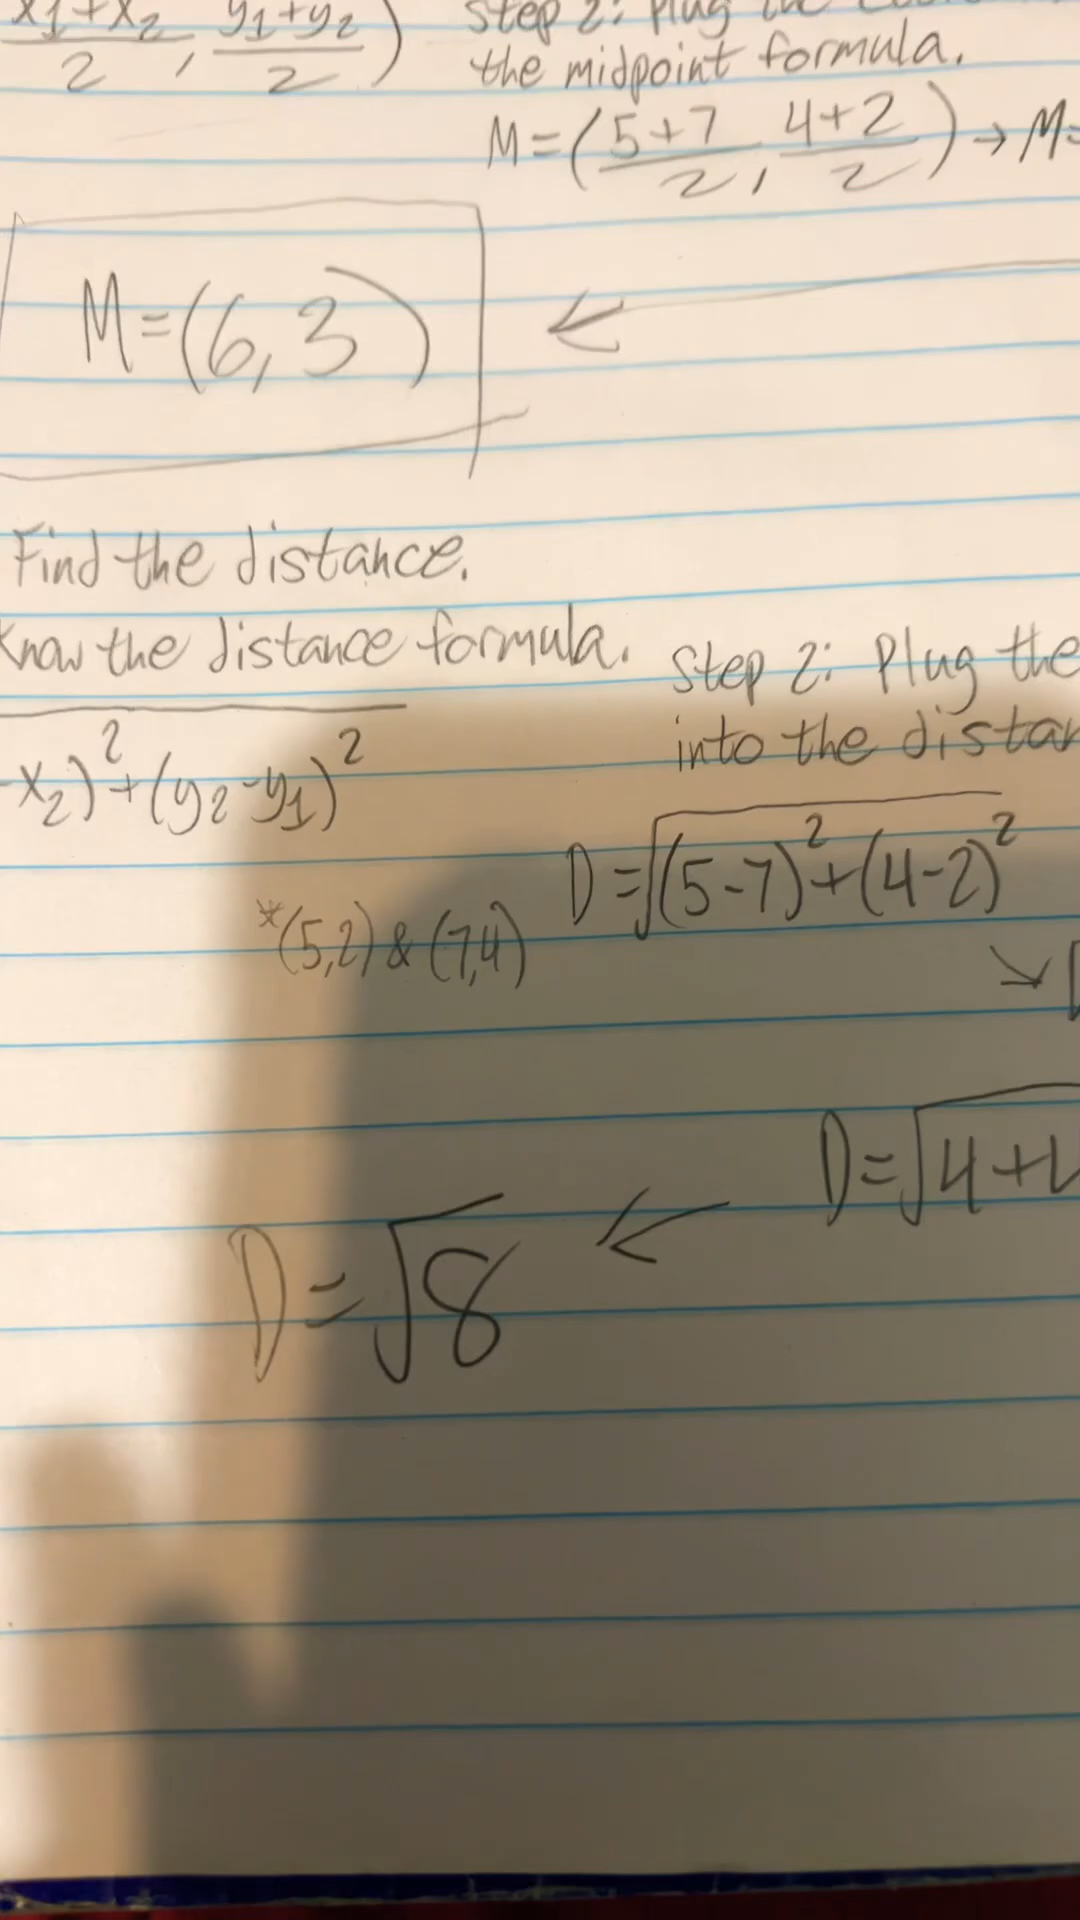 x1+x2/2, y1+y2/2)
Step 2: Plug the
the midpoint formula.
M=(5+7/2, 4+2/2) → M=
M=(6,3) ←
Find the distance.
Know the distance formula.
-x2)²+(y2-y1)²
Step 2: Plug the
into the distan
*(5,2) & (7,4)
D=√(5-7)²+(4-2)²
↘
D=√4+4
D=√8 ←